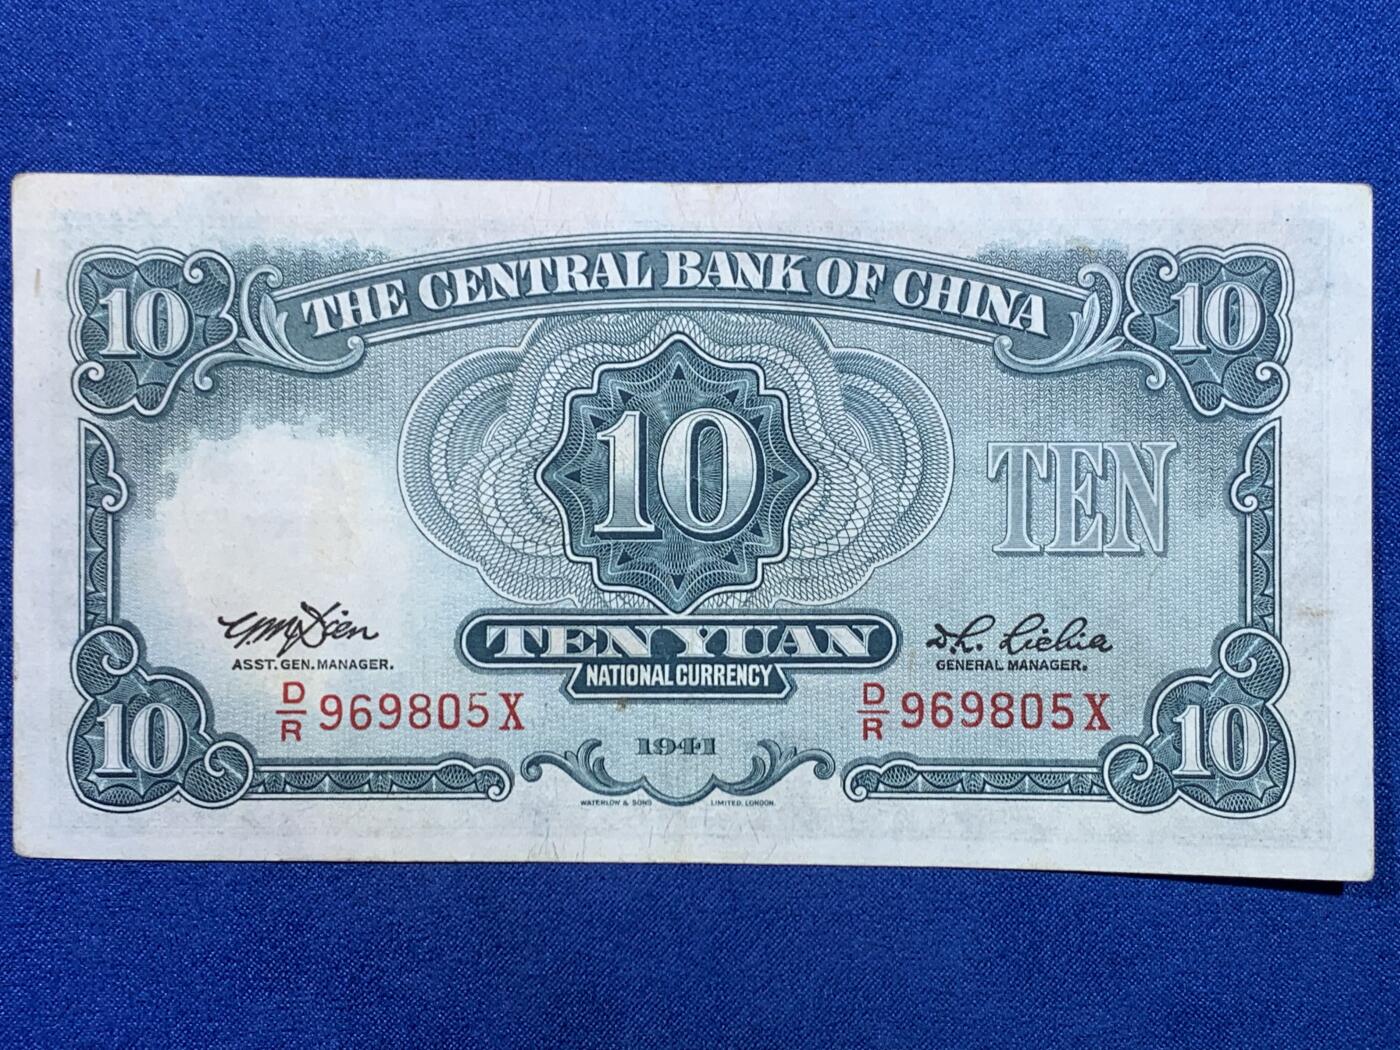 10 THE CENTRAL BANK OF CHINA 10
10 TEN
ASST. GEN. MANAGER.
TEN YUAN
GENERAL MANAGER.
NATIONAL CURRENCY
D/R 969805 X
D/R 969805 X
10
1941
10
WATERLOW & SONS LIMITED, LONDON.